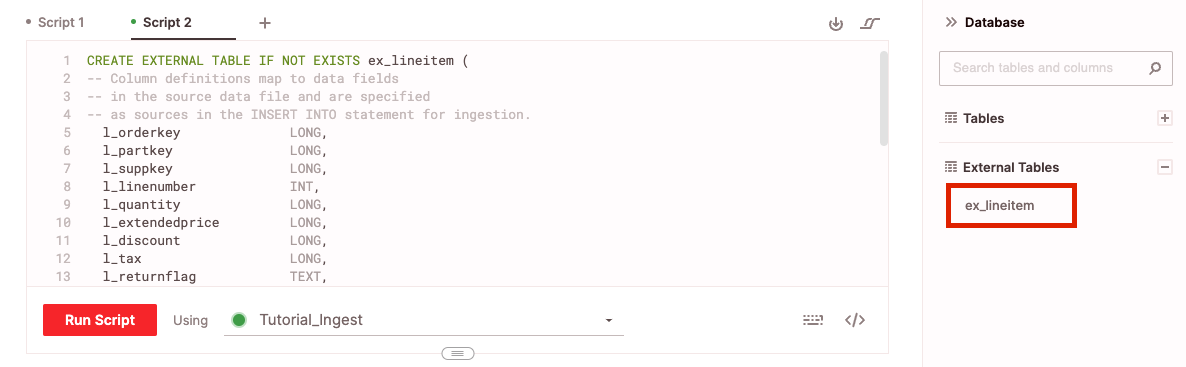 Script 1
Script 2
+
1 CREATE EXTERNAL TABLE IF NOT EXISTS ex_lineitem (
2 -- Column definitions map to data fields
3 -- in the source data file and are specified
4 -- as sources in the INSERT INTO statement for ingestion.
5 l_orderkey LONG,
6 l_partkey LONG,
7 l_suppkey LONG,
8 l_linenumber INT,
9 l_quantity LONG,
10 l_extendedprice LONG,
11 l_discount LONG,
12 l_tax LONG,
13 l_returnflag TEXT,
Run Script Using Tutorial_Ingest
</>
Database
Search tables and columns
Tables
External Tables
ex_lineitem